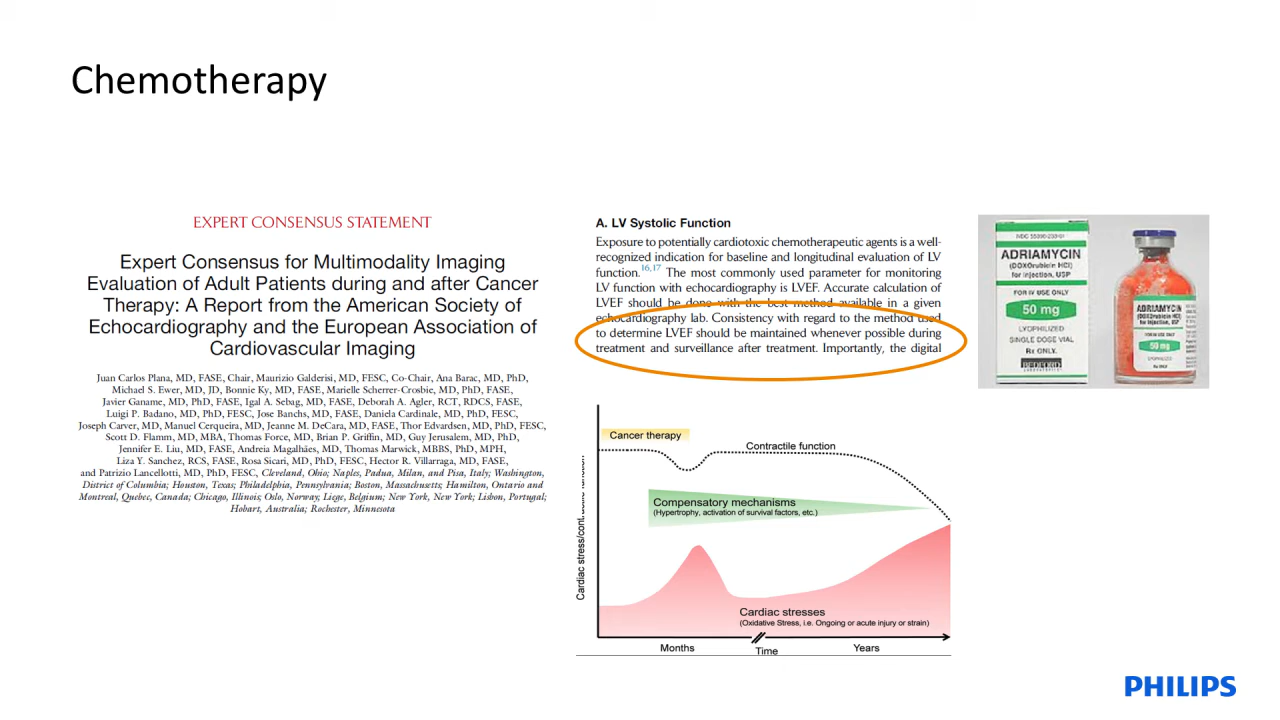 Chemotherapy
EXPERT CONSENSUS STATEMENT
Expert Consensus for Multimodality Imaging
Evaluation of Adult Patients during and after Cancer
Therapy: A Report from the American Society of
Echocardiography and the European Association of
Cardiovascular Imaging
Juan Carlos Plana, MD, FASE, Chair, Maurizio Galderisi, MD, FESC, Co-Chair, Ana Barac, MD, PhD,
Michael S. Ewer, MD, JD, Bonnie Ky, MD, FASE, Marielle Scherrer-Crosbie, MD, PhD, FASE,
Javier Ganame, MD, PhD, FASE, Igal A. Sebag, MD, FASE, Deborah A. Agler, RCT, RDCS, FASE,
Luigi P. Badano, MD, PhD, FESC, Jose Banchs, MD, FASE, Daniela Cardinale, MD, PhD, FESC,
Joseph Carver, MD, Manuel Cerqueira, MD, Jeanne M. DeCara, MD, FASE, Thor Edvardsen, MD, PhD, FESC,
Scott D. Flamm, MD, MBA, Thomas Force, MD, Brian P. Griffin, MD, Guy Jerusalem, MD, PhD,
Jennifer E. Liu, MD, FASE, Andreia Magalhães, MD, Thomas Marwick, MBBS, PhD, MPH,
Liza Y. Sanchez, RCS, FASE, Rosa Sicari, MD, PhD, FESC, Hector R. Villarraga, MD, FASE,
and Patrizio Lancellotti, MD, PhD, FESC, Cleveland, Ohio; Naples, Padua, Milan, and Pisa, Italy; Washington,
District of Columbia; Houston, Texas; Philadelphia, Pennsylvania; Boston, Massachusetts; Hamilton, Ontario and
Montreal, Quebec, Canada; Chicago, Illinois; Oslo, Norway; Liege, Belgium; New York, New York; Lisbon, Portugal;
Hobart, Australia; Rochester, Minnesota
A. LV Systolic Function
Exposure to potentially cardiotoxic chemotherapeutic agents is a well-
recognized indication for baseline and longitudinal evaluation of LV
function.16,17 The most commonly used parameter for monitoring
LV function with echocardiography is LVEF. Accurate calculation of
LVEF should be done with the best method available in a given
echocardiography lab. Consistency with regard to the method used
to determine LVEF should be maintained whenever possible during
treatment and surveillance after treatment. Importantly, the digital
ADRIAMYCIN
(DOXOrubicin HCl)
for injection, USP
FOR IV USE ONLY
50 mg
LYOPHILIZED
SINGLE DOSE VIAL
Rx ONLY.
ADRIAMYCIN
(DOXOrubicin HCl)
for injection, USP
50 mg
Cancer therapy
Contractile function
Compensatory mechanisms
(Hypertrophy, activation of survival factors, etc.)
Cardiac stresses
(Oxidative Stress, i.e. Ongoing or acute injury or strain)
Cardiac stress/
Months
Time
Years
PHILIPS